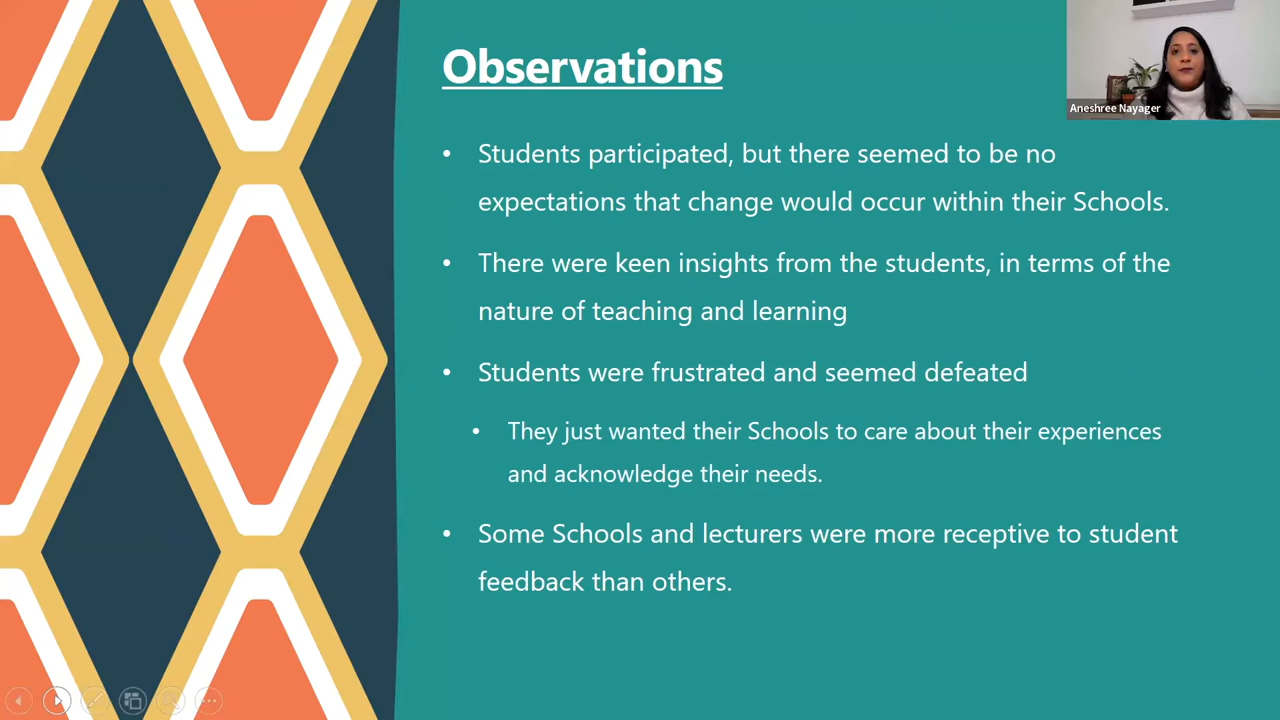 Observations
Aneshree Nayager
• Students participated, but there seemed to be no
expectations that change would occur within their Schools.
• There were keen insights from the students, in terms of the
nature of teaching and learning
• Students were frustrated and seemed defeated
• They just wanted their Schools to care about their experiences
and acknowledge their needs.
• Some Schools and lecturers were more receptive to student
feedback than others.